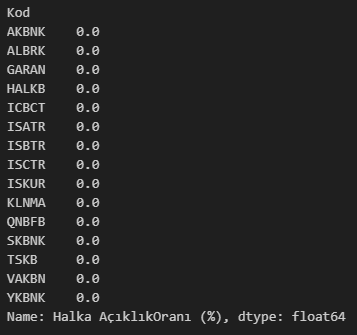 Kod
AKBNK    0.0
ALBRK    0.0
GARAN    0.0
HALKB    0.0
ICBCT    0.0
ISATR    0.0
ISBTR    0.0
ISCTR    0.0
ISKUR    0.0
KLNMA    0.0
QNBFB    0.0
SKBNK    0.0
TSKB     0.0
VAKBN    0.0
YKBNK    0.0
Name: Halka AçıklıkOranı (%), dtype: float64